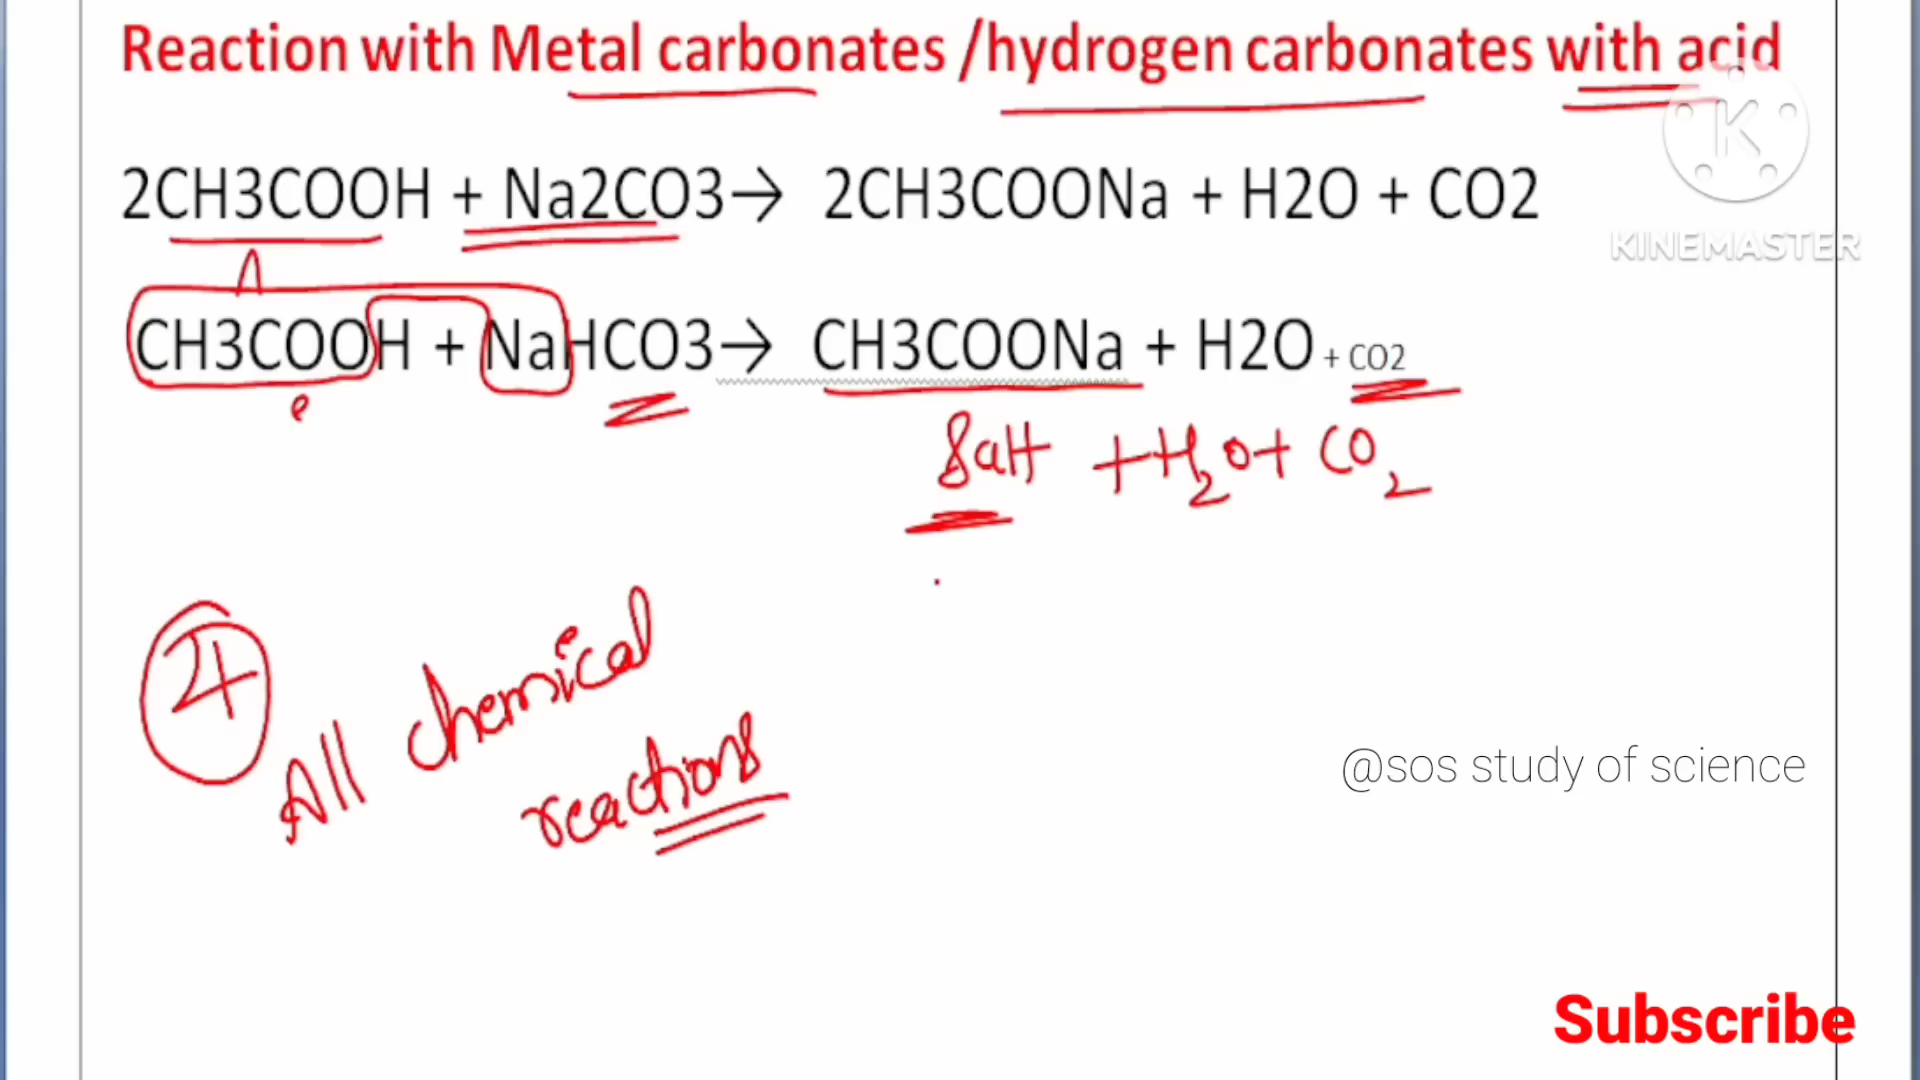 Reaction with Metal carbonates /hydrogen carbonates with acid
K
KINEMASTER
2CH3COOH + Na2CO3→ 2CH3COONa + H2O + CO2
CH3COOH + NaHCO3→ CH3COONa + H2O + CO2
Salt + H2O + CO2
4
All chemical
reactions
@sos study of science
Subscribe